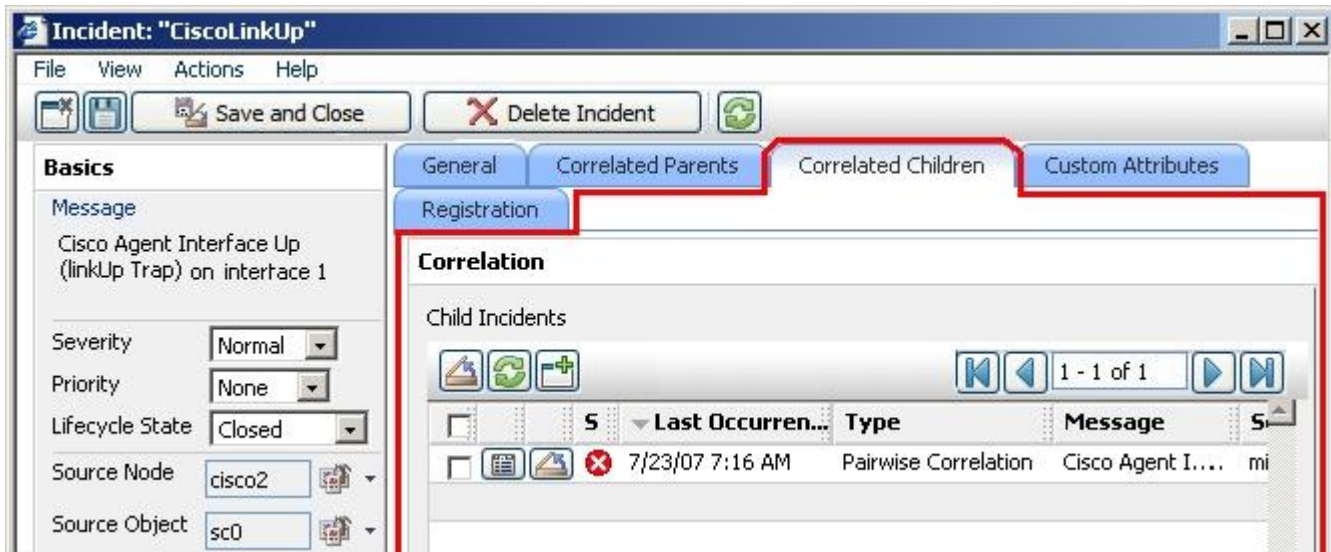 Incident: "CiscoLinkUp"
File View Actions Help
Save and Close Delete Incident
Basics
Message
Cisco Agent Interface Up
(linkUp Trap) on interface 1
Severity Normal
Priority None
Lifecycle State Closed
Source Node cisco2
Source Object sc0
General Correlated Parents Correlated Children Custom Attributes
Registration
Correlation
Child Incidents
1 - 1 of 1
S Last Occurren... Type Message
7/23/07 7:16 AM Pairwise Correlation Cisco Agent I.... mi